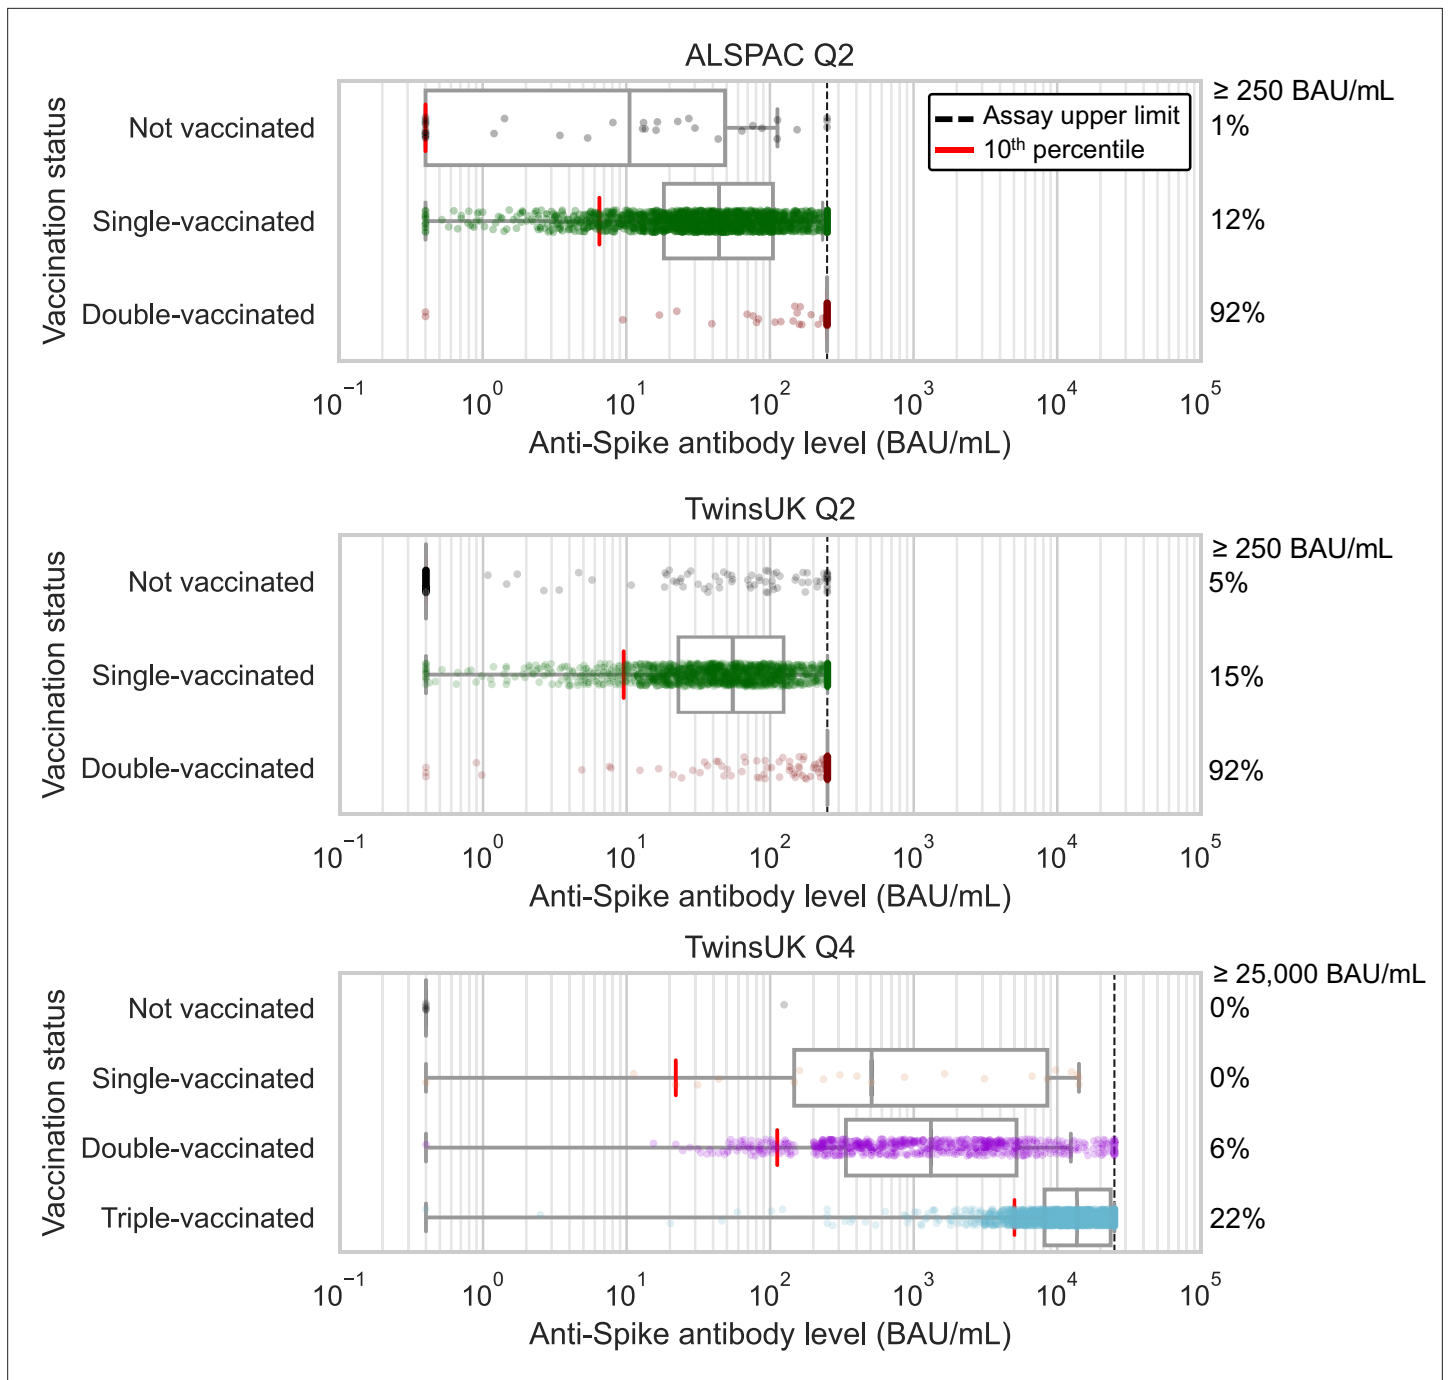 ALSPAC Q2
≥ 250 BAU/mL
Vaccination status
Not vaccinated
1%
Assay upper limit
10th percentile
Single-vaccinated
12%
Double-vaccinated
92%
10−1 100 101 102 103 104 105
Anti-Spike antibody level (BAU/mL)
TwinsUK Q2
≥ 250 BAU/mL
Vaccination status
Not vaccinated
5%
Single-vaccinated
15%
Double-vaccinated
92%
10−1 100 101 102 103 104 105
Anti-Spike antibody level (BAU/mL)
TwinsUK Q4
≥ 25,000 BAU/mL
Vaccination status
Not vaccinated
0%
Single-vaccinated
0%
Double-vaccinated
6%
Triple-vaccinated
22%
10−1 100 101 102 103 104 105
Anti-Spike antibody level (BAU/mL)